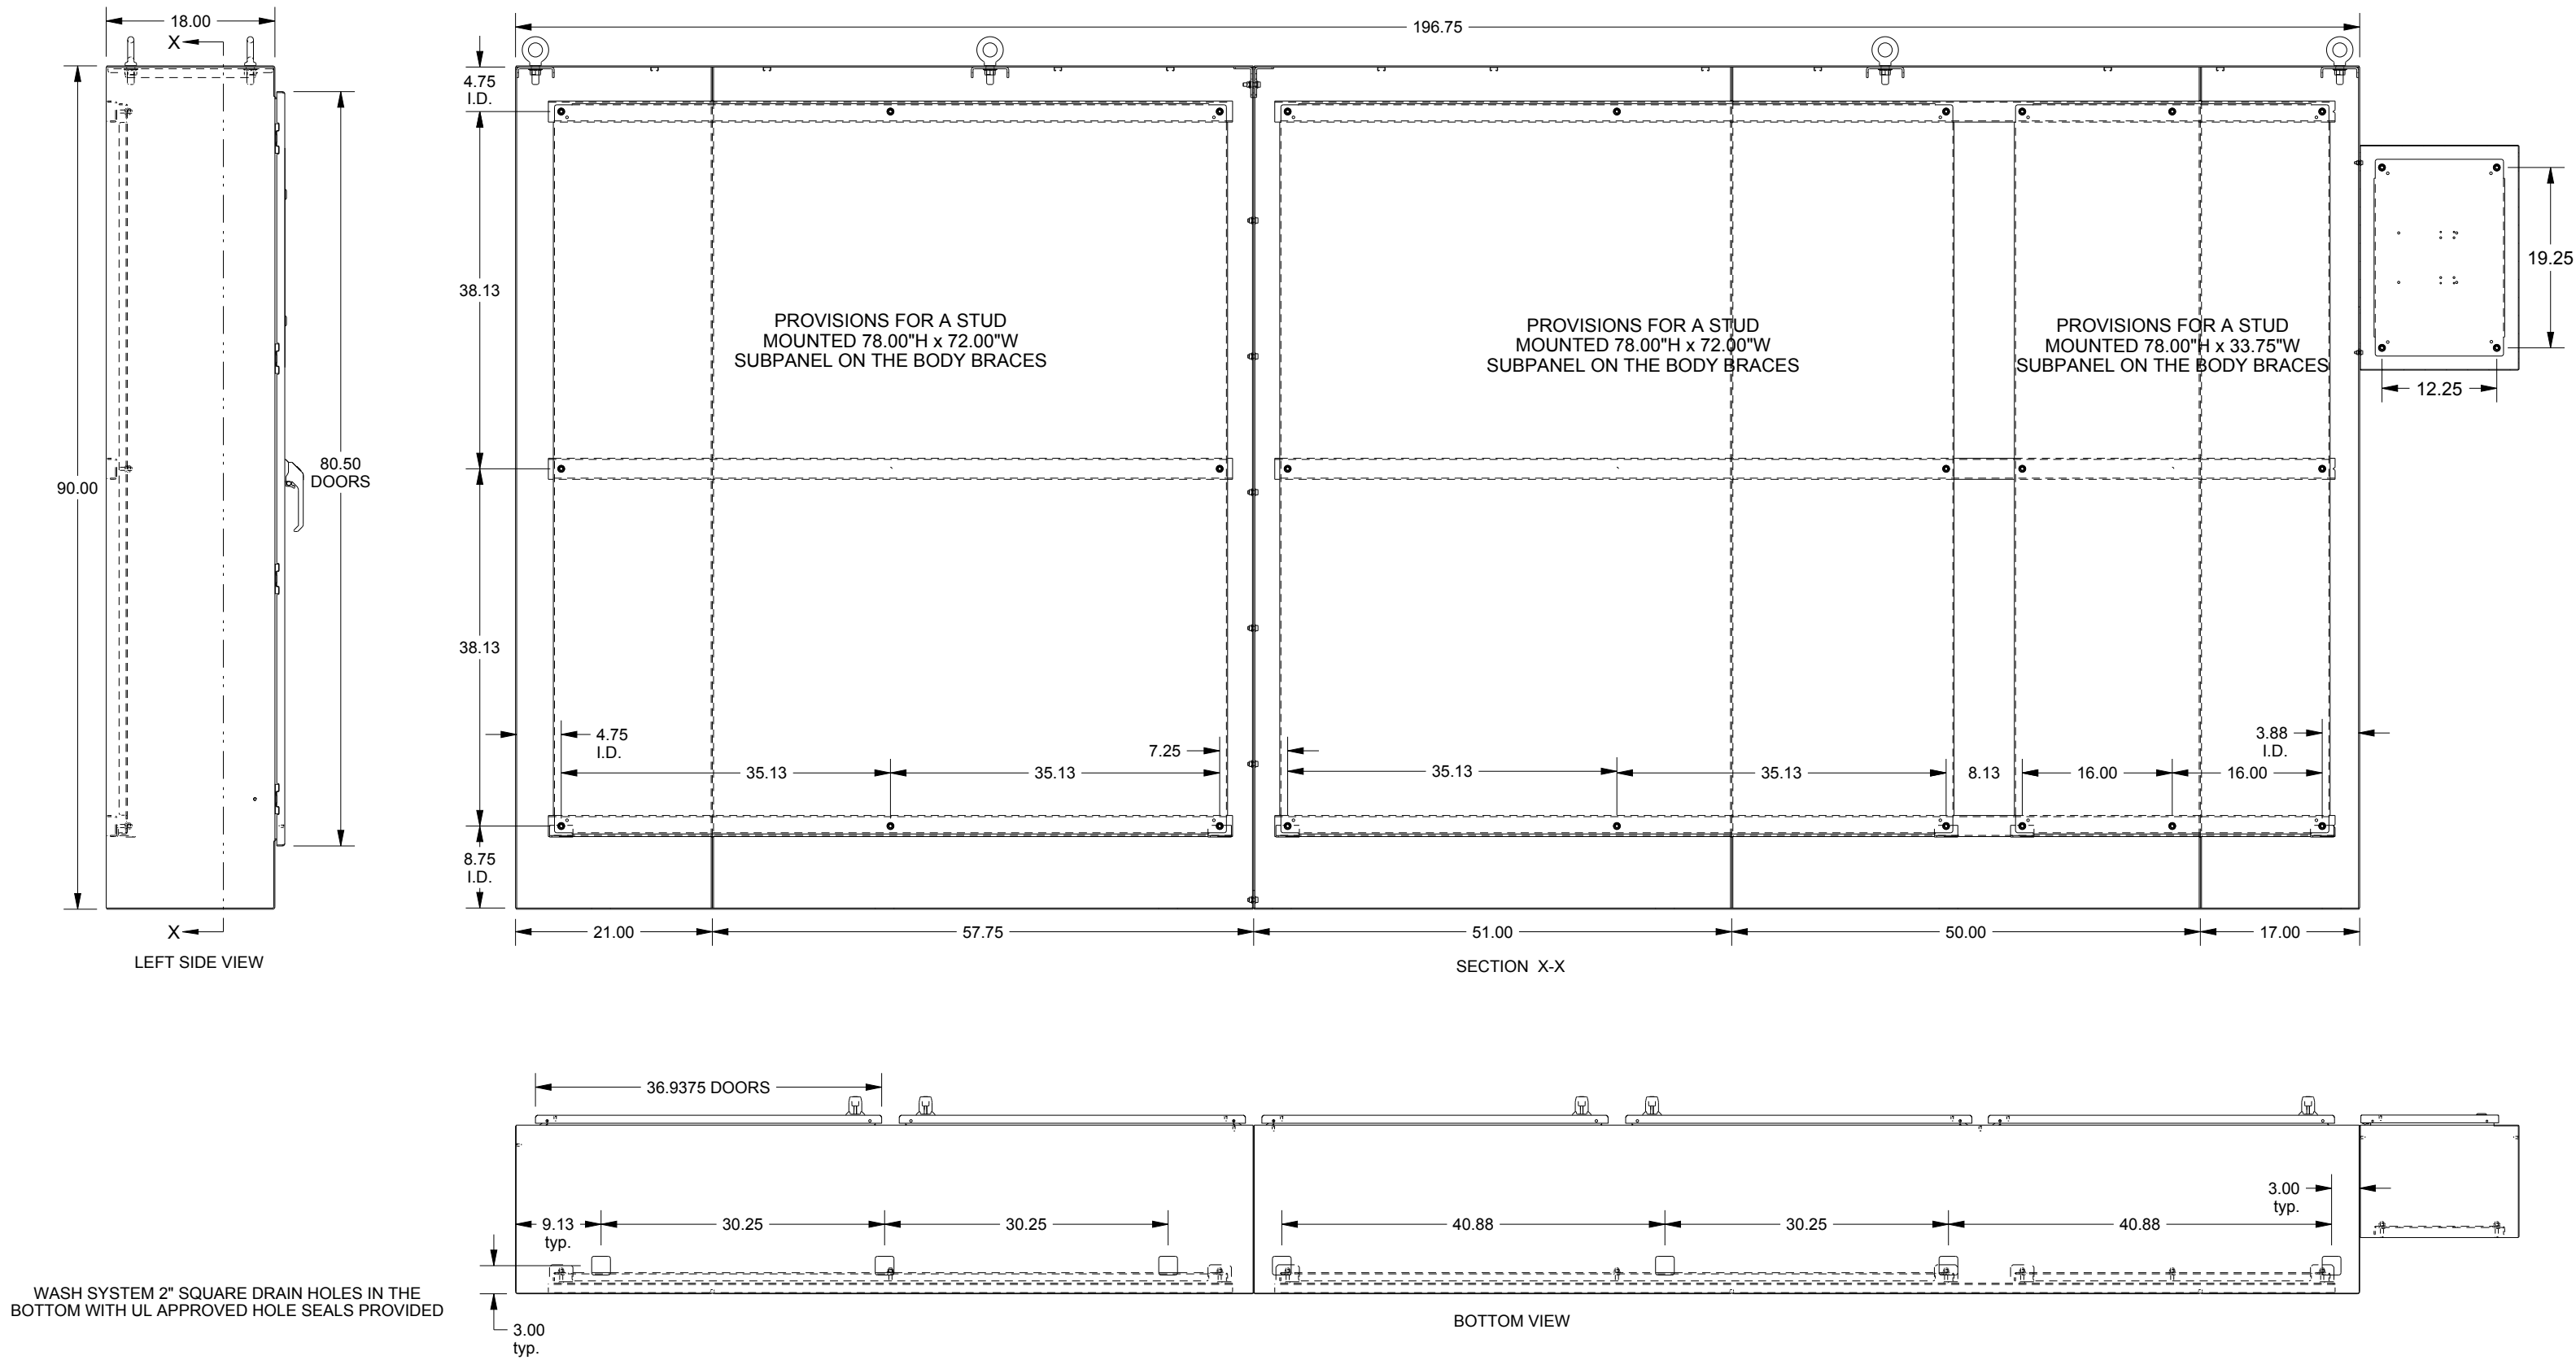 18.00
X
196.75
4.75
I.D.
38.13
19.25
PROVISIONS FOR A STUD
MOUNTED 78.00"H x 72.00"W
SUBPANEL ON THE BODY BRACES
PROVISIONS FOR A STUD
MOUNTED 78.00"H x 72.00"W
SUBPANEL ON THE BODY BRACES
PROVISIONS FOR A STUD
MOUNTED 78.00"H x 33.75"W
SUBPANEL ON THE BODY BRACES
12.25
90.00
80.50
DOORS
38.13
4.75
I.D.
7.25
3.88
I.D.
35.13
35.13
35.13
35.13
8.13
16.00
16.00
8.75
I.D.
X
21.00
57.75
51.00
50.00
17.00
LEFT SIDE VIEW
SECTION X-X
36.9375 DOORS
3.00
typ.
9.13
typ.
30.25
30.25
40.88
30.25
40.88
WASH SYSTEM 2" SQUARE DRAIN HOLES IN THE
BOTTOM WITH UL APPROVED HOLE SEALS PROVIDED
3.00
typ.
BOTTOM VIEW